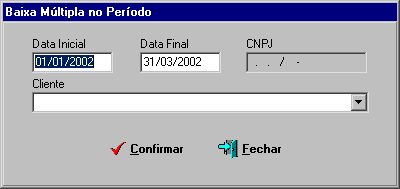 Baixa Múltipla no Período
Data Inicial Data Final CNPJ
01/01/2002 31/03/2002 . . / -
Cliente
Confirmar Fechar